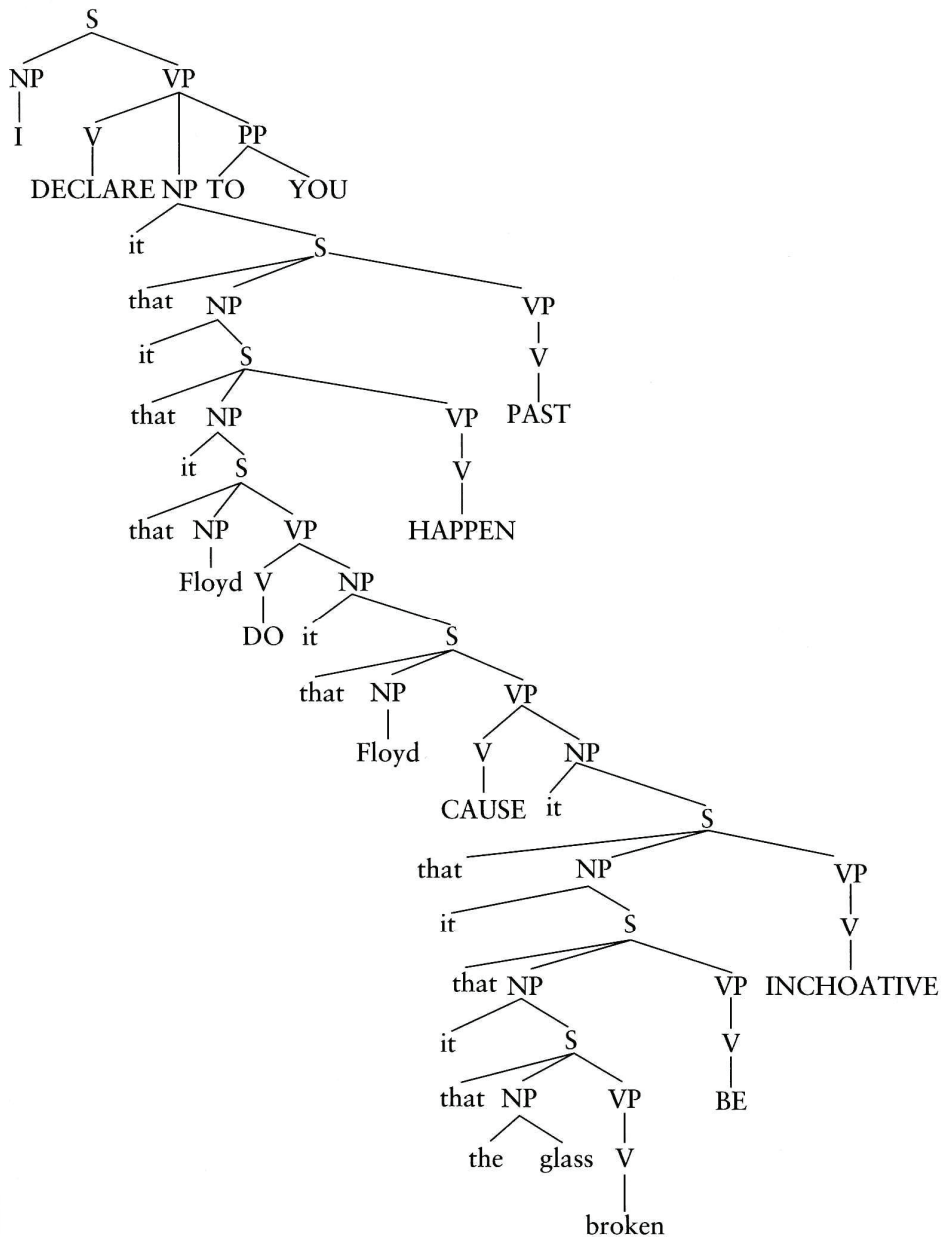 S
NP VP
I V PP
DECLARE NP TO YOU
it S
that NP VP
it S V
that NP VP PAST
it S V
that NP VP HAPPEN
Floyd V NP
DO it S
that NP VP
Floyd V NP
CAUSE it S
that NP VP
it S V
that NP VP INCHOATIVE
it S V
that NP VP BE
the glass V
broken